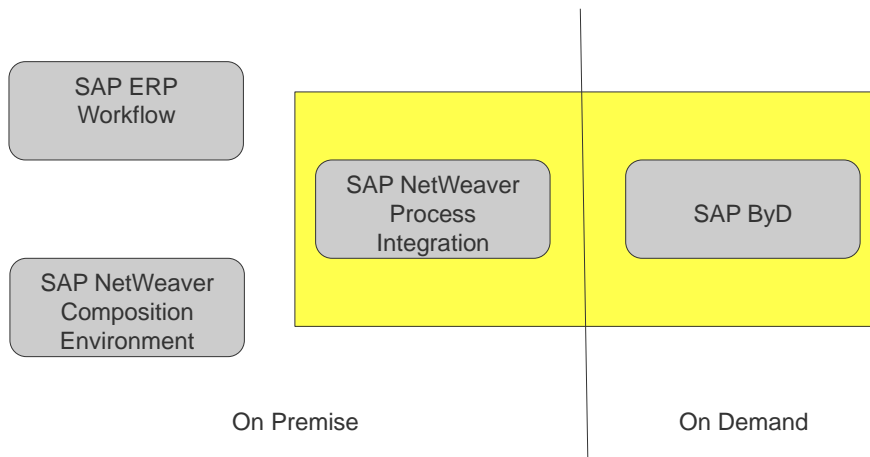 SAP ERP
Workflow
SAP NetWeaver
Process
Integration
SAP ByD
SAP NetWeaver
Composition
Environment
On Premise
On Demand